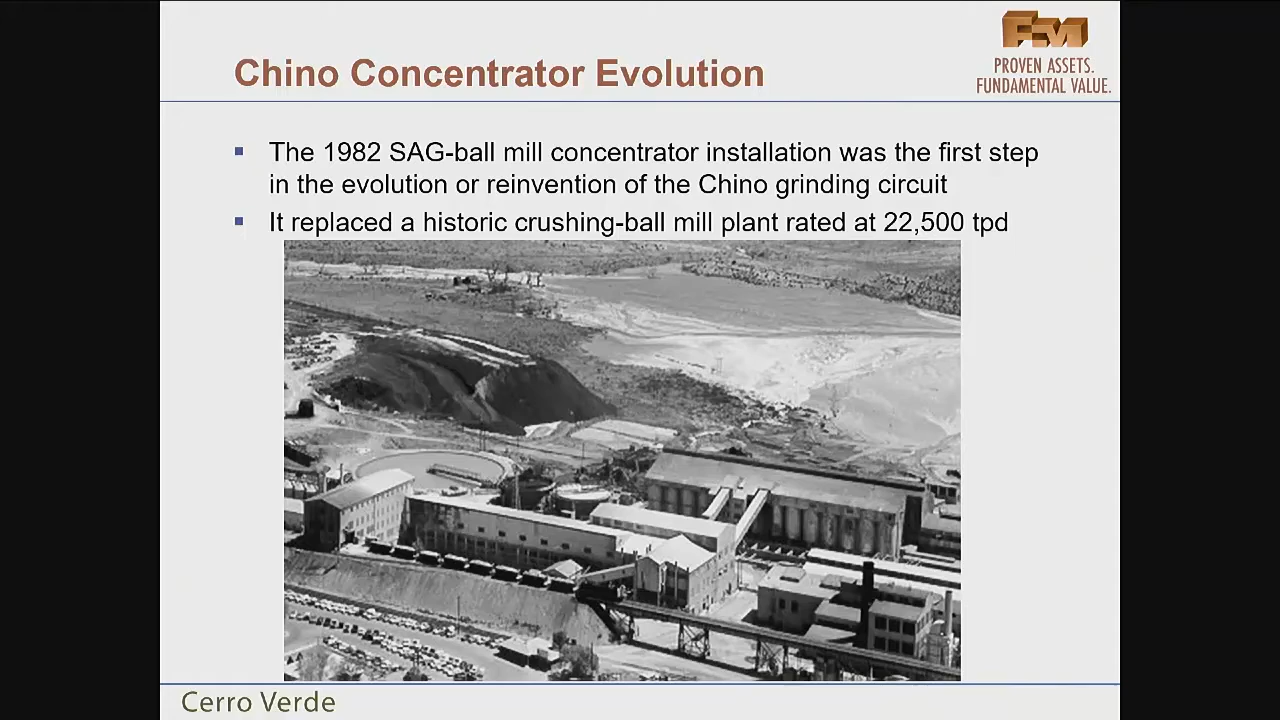 FM
PROVEN ASSETS.
FUNDAMENTAL VALUE.
Chino Concentrator Evolution
▪ The 1982 SAG-ball mill concentrator installation was the first step
in the evolution or reinvention of the Chino grinding circuit
▪ It replaced a historic crushing-ball mill plant rated at 22,500 tpd
Cerro Verde